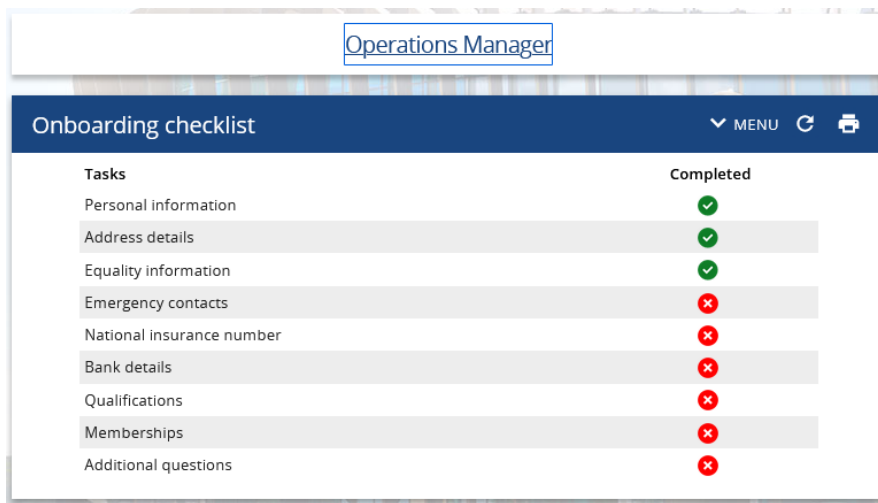 Operations Manager
Onboarding checklist MENU
Tasks Completed
Personal information
Address details
Equality information
Emergency contacts
National insurance number
Bank details
Qualifications
Memberships
Additional questions